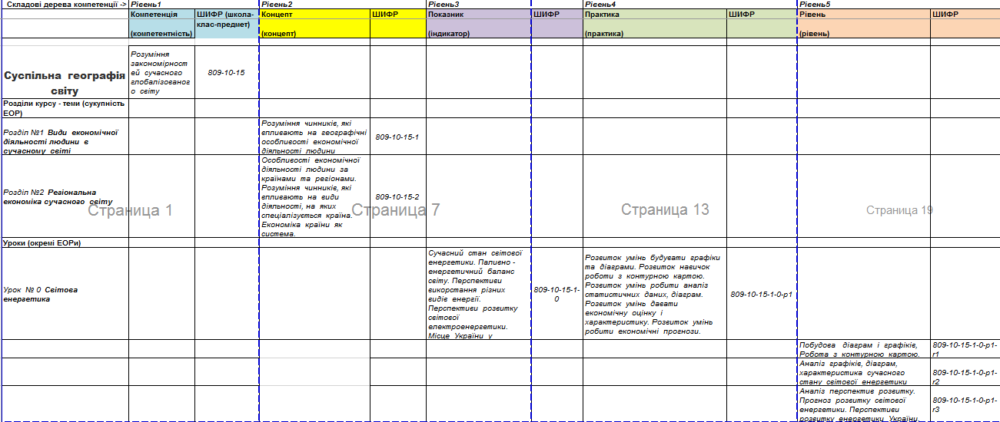 Складові дерева компетенції -> Рівень1 Рівень2 Рівень3 Рівень4 Рівень5
Компетенція ШИФР (школа- Концепт ШИФР Показник ШИФР Практика ШИФР Рівень ШИФР
клас-предмет)
(компетентність) (концепт) (індикатор) (практика) (рівень)
Суспільна географія
світу
Розуміння
закономірност
ей сучасного
глобалізованог
о світу
809-10-15
Розділи курсу - теми (сукупність
ЕОР)
Розділ №1 Види економічної
діяльності людини в
сучасному світі
Розуміння чинників, які
впливають на географічні
особливості економічної
діяльності людини
809-10-15-1
Розділ №2 Регіональна
економіка сучасного світу
Особливості економічної
діяльності людини за
країнами та регіонами.
Розуміння чинників, які
впливають на види
діяльності, на яких
спеціалізується країна.
Економіка країни як
система.
809-10-15-2
Страница 1 Страница 7 Страница 13 Страница 19
Уроки (окремі ЕОРи)
Урок № 0 Світова
енергетика
Сучасний стан світової
енергетики. Паливно -
енергетичний баланс
світу. Перспективи
викорстання різних
видів енергії.
Перспективи розвитку
світової
електроенергетики.
Місце України у
809-10-15-1-
0
Розвиток умінь будувати графіки
та діаграми. Розвиток навичок
роботи з контурною картою.
Розвиток умінь робити аналіз
статистичних даних, діаграм.
Розвиток умінь давати
економічну оцінку і
характеристику. Розвиток умінь
робити економічні прогнози.
809-10-15-1-0-p1
Побудова діаграм і графіків,
Робота з контурною картою.
809-10-15-1-0-p1-
r1
Аналіз графіків, діаграм,
характеристика сучасного
стану світової енергетики
809-10-15-1-0-p1-
r2
Аналіз перспектив розвитку.
Прогноз розвитку світової
енергетики. Перспективи
розвитку енергетики України.
809-10-15-1-0-p1-
r3